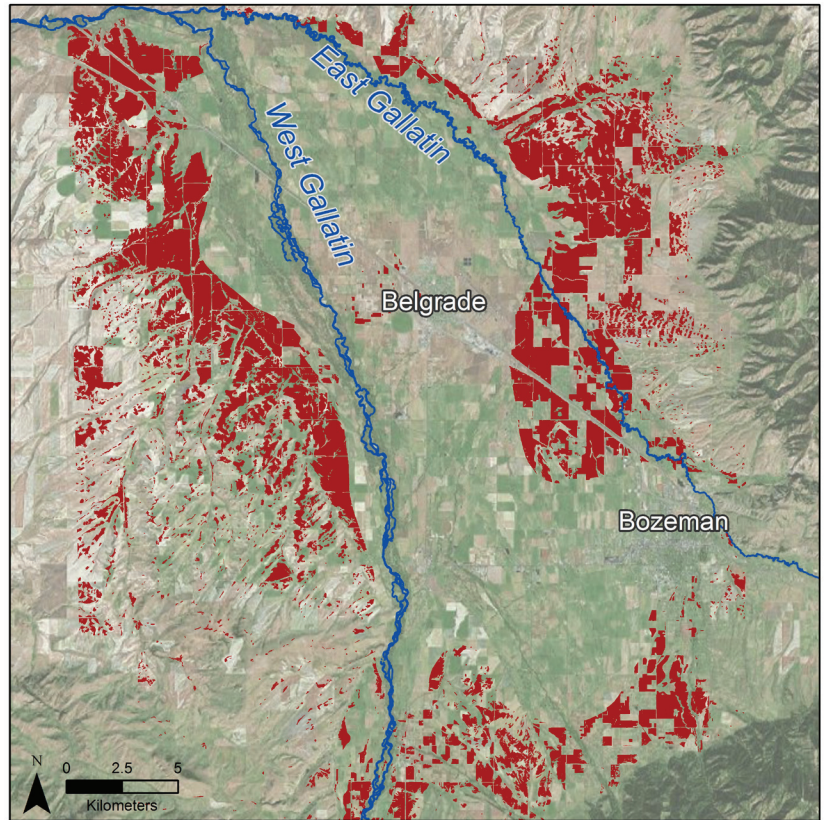 East Gallatin
West Gallatin
Belgrade
Bozeman
N
0 2.5 5
Kilometers